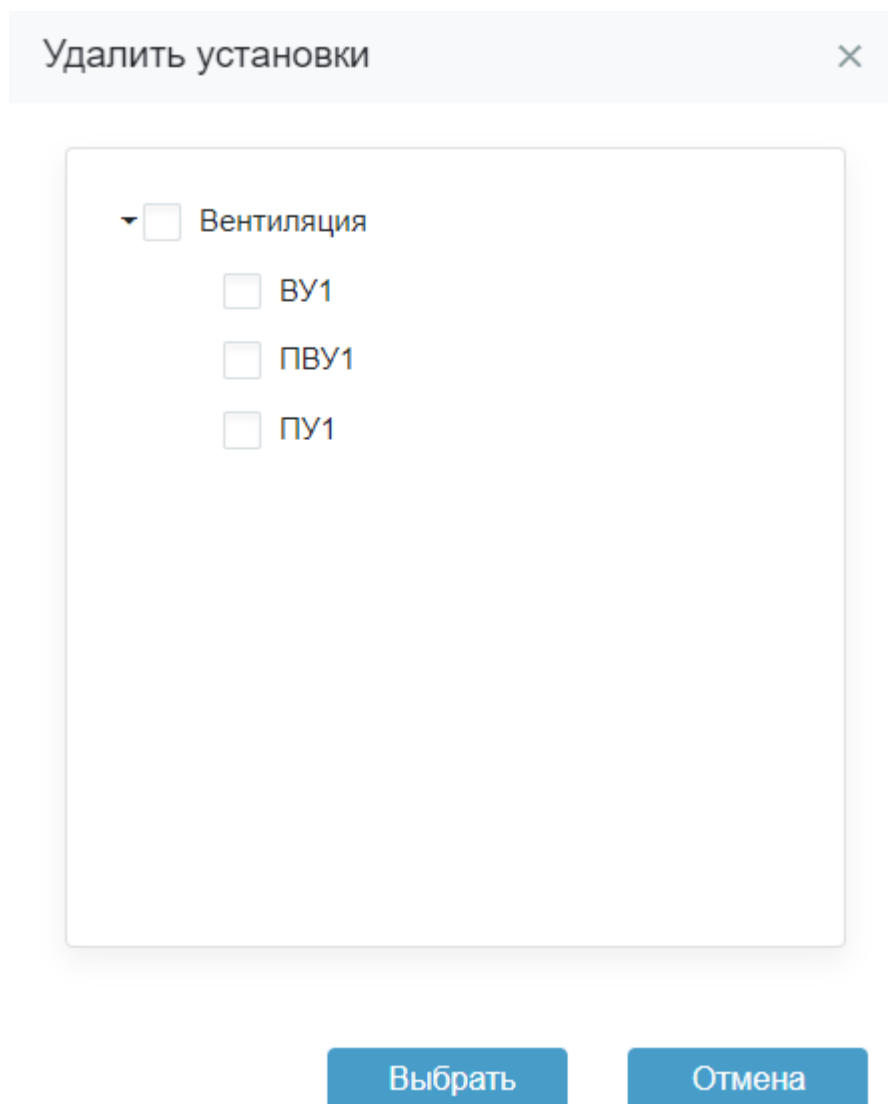 Удалить установки
Вентиляция
ВУ1
ПВУ1
ПУ1
Выбрать Отмена